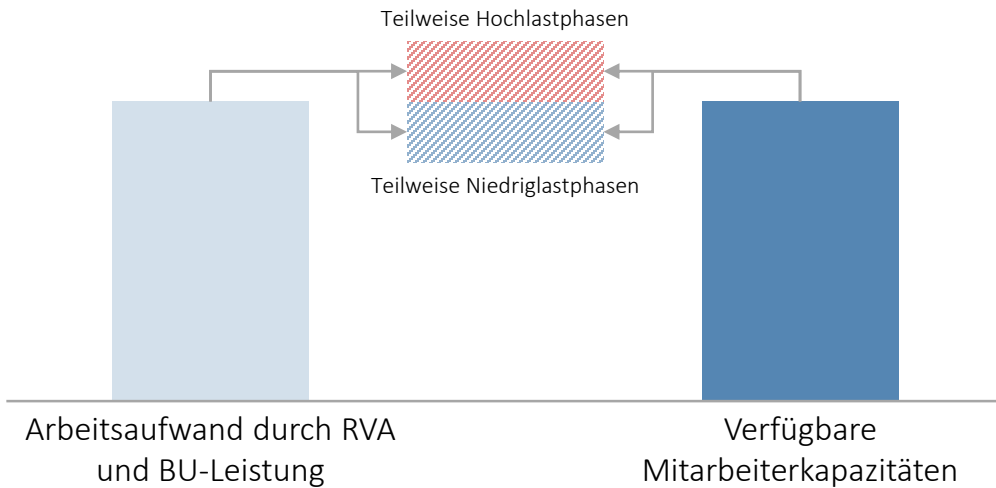 Teilweise Hochlastphasen
Teilweise Niedriglastphasen
Arbeitsaufwand durch RVA
und BU-Leistung
Verfügbare
Mitarbeiterkapazitäten